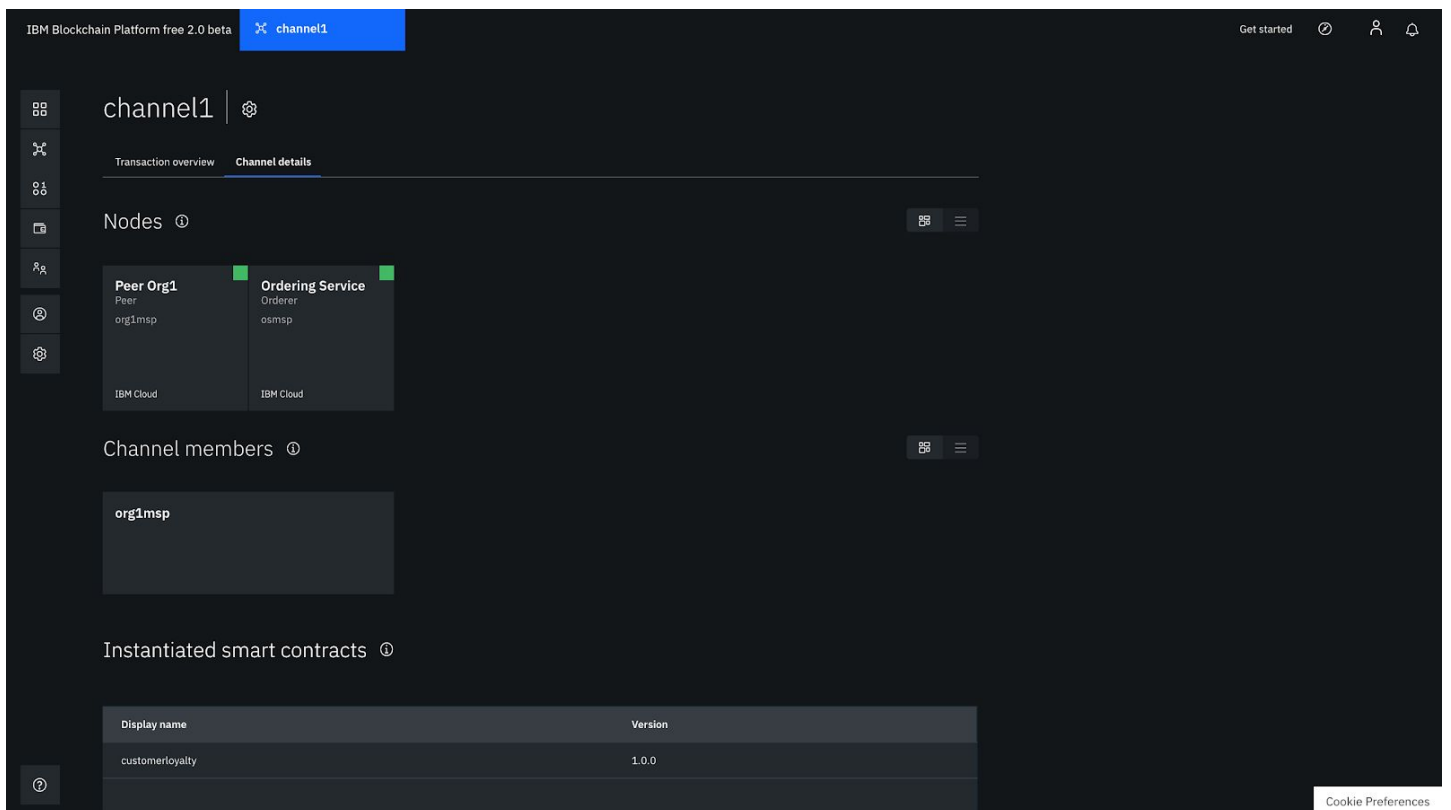 IBM Blockchain Platform free 2.0 beta
channel1
Get started
channel1
Transaction overview
Channel details
Nodes
Peer Org1
Peer
org1msp
IBM Cloud
Ordering Service
Orderer
osmsp
IBM Cloud
Channel members
org1msp
Instantiated smart contracts
Display name
Version
customerloyalty
1.0.0
Cookie Preferences